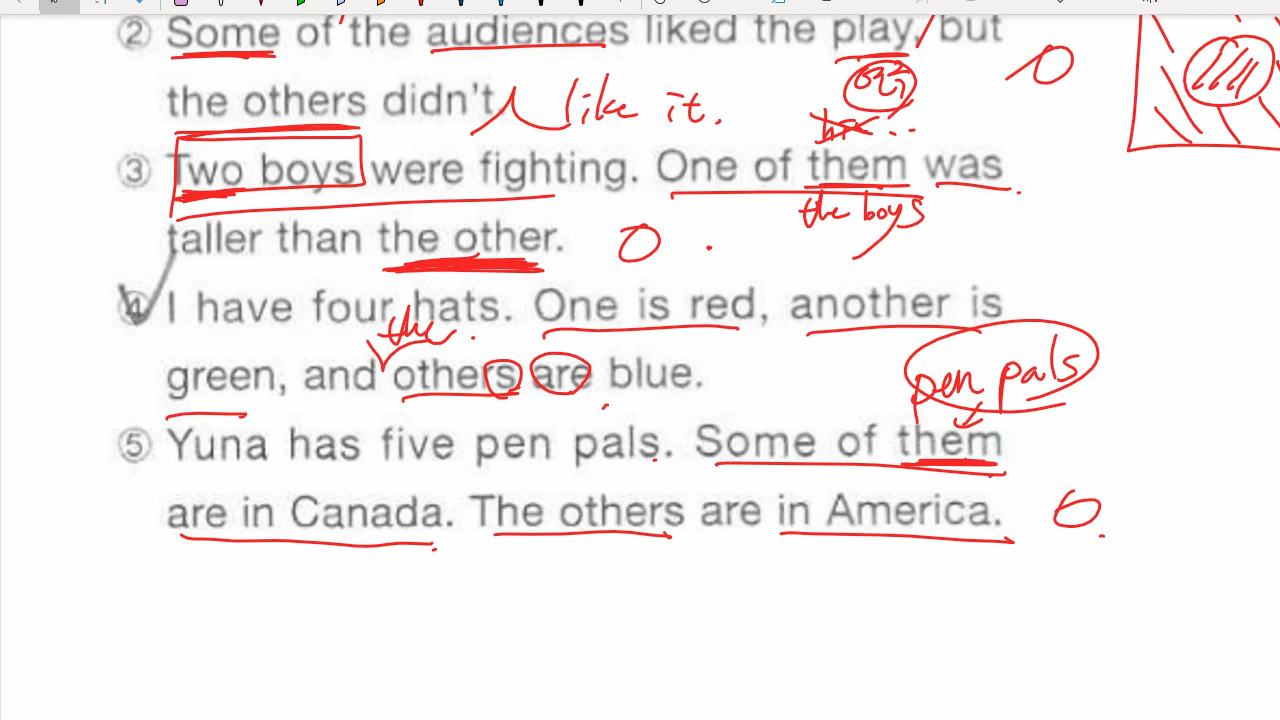 ② Some of the audiences liked the play, but
the others didn't. like it.
③ Two boys were fighting. One of them was
the boys
taller than the other. O
④ I have four hats. One is red, another is
the
green, and others are blue.
pen pals
⑤ Yuna has five pen pals. Some of them
are in Canada. The others are in America. O